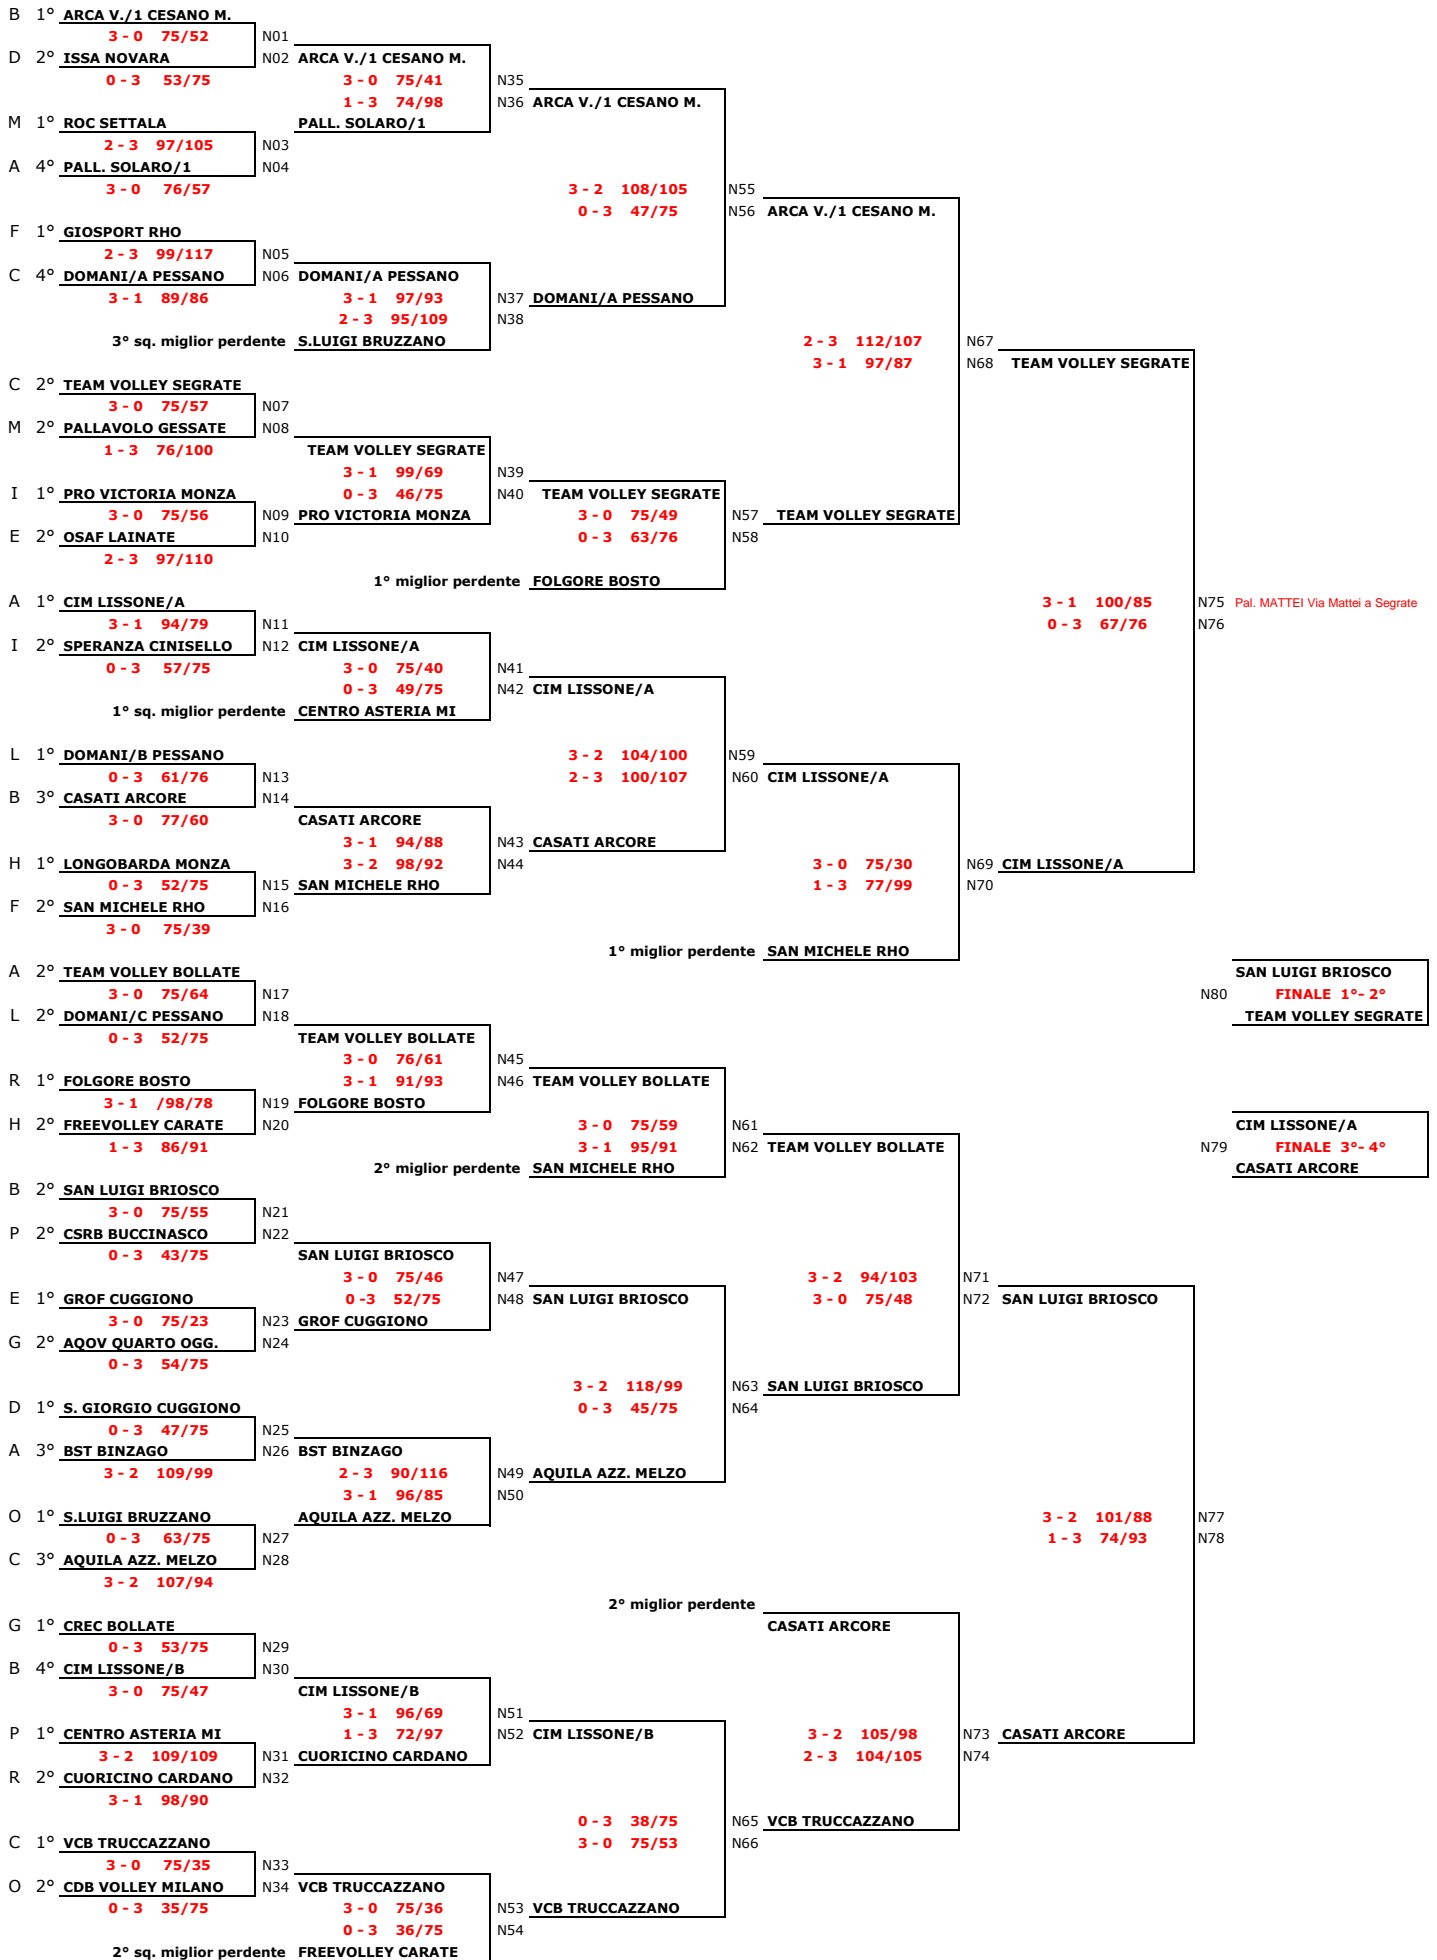 B 1° ARCA V./1 CESANO M.
3 - 0 75/52 N01
D 2° ISSA NOVARA N02 ARCA V./1 CESANO M.
0 - 3 53/75 3 - 0 75/41 N35
1 - 3 74/98 N36 ARCA V./1 CESANO M.
M 1° ROC SETTALA PALL. SOLARO/1
2 - 3 97/105 N03
A 4° PALL. SOLARO/1 N04
3 - 0 76/57 3 - 2 108/105 N55
0 - 3 47/75 N56 ARCA V./1 CESANO M.
F 1° GIOSPORT RHO
2 - 3 99/117 N05
C 4° DOMANI/A PESSANO N06 DOMANI/A PESSANO
3 - 1 89/86 3 - 1 97/93 N37 DOMANI/A PESSANO
2 - 3 95/109 N38
3° sq. miglior perdente S.LUIGI BRUZZANO 2 - 3 112/107 N67
3 - 1 97/87 N68 TEAM VOLLEY SEGRATE
C 2° TEAM VOLLEY SEGRATE
3 - 0 75/57 N07
M 2° PALLAVOLO GESSATE N08
1 - 3 76/100 TEAM VOLLEY SEGRATE
3 - 1 99/69 N39
I 1° PRO VICTORIA MONZA 0 - 3 46/75 N40 TEAM VOLLEY SEGRATE
3 - 0 75/56 N09 PRO VICTORIA MONZA 3 - 0 75/49 N57 TEAM VOLLEY SEGRATE
E 2° OSAF LAINATE N10 0 - 3 63/76 N58
2 - 3 97/110
1° miglior perdente FOLGORE BOSTO
A 1° CIM LISSONE/A 3 - 1 100/85 N75 Pal. MATTEI Via Mattei a Segrate
3 - 1 94/79 N11 0 - 3 67/76 N76
I 2° SPERANZA CINISELLO N12 CIM LISSONE/A
0 - 3 57/75 3 - 0 75/40 N41
0 - 3 49/75 N42 CIM LISSONE/A
1° sq. miglior perdente CENTRO ASTERIA MI
L 1° DOMANI/B PESSANO 3 - 2 104/100 N59
0 - 3 61/76 N13 2 - 3 100/107 N60 CIM LISSONE/A
B 3° CASATI ARCORE N14
3 - 0 77/60 CASATI ARCORE
3 - 1 94/88 N43 CASATI ARCORE
H 1° LONGOBARDA MONZA 3 - 2 98/92 N44 3 - 0 75/30 N69 CIM LISSONE/A
0 - 3 52/75 N15 SAN MICHELE RHO 1 - 3 77/99 N70
F 2° SAN MICHELE RHO N16
3 - 0 75/39
1° miglior perdente SAN MICHELE RHO
A 2° TEAM VOLLEY BOLLATE SAN LUIGI BRIOSCO
3 - 0 75/64 N17 N80 FINALE 1°- 2°
L 2° DOMANI/C PESSANO N18 TEAM VOLLEY SEGRATE
0 - 3 52/75 TEAM VOLLEY BOLLATE
3 - 0 76/61 N45
R 1° FOLGORE BOSTO 3 - 1 91/93 N46 TEAM VOLLEY BOLLATE
3 - 1 /98/78 N19 FOLGORE BOSTO
H 2° FREEVOLLEY CARATE N20 3 - 0 75/59 N61 CIM LISSONE/A
1 - 3 86/91 3 - 1 95/91 N62 TEAM VOLLEY BOLLATE N79 FINALE 3°- 4°
2° miglior perdente SAN MICHELE RHO CASATI ARCORE
B 2° SAN LUIGI BRIOSCO
3 - 0 75/55 N21
P 2° CSRB BUCCINASCO N22
0 - 3 43/75 SAN LUIGI BRIOSCO
3 - 0 75/46 N47 3 - 2 94/103 N71
E 1° GROF CUGGIONO 0 -3 52/75 N48 SAN LUIGI BRIOSCO 3 - 0 75/48 N72 SAN LUIGI BRIOSCO
3 - 0 75/23 N23 GROF CUGGIONO
G 2° AQOV QUARTO OGG. N24
0 - 3 54/75
3 - 2 118/99 N63 SAN LUIGI BRIOSCO
D 1° S. GIORGIO CUGGIONO 0 - 3 45/75 N64
0 - 3 47/75 N25
A 3° BST BINZAGO N26 BST BINZAGO
3 - 2 109/99 2 - 3 90/116 N49 AQUILA AZZ. MELZO
3 - 1 96/85 N50
O 1° S.LUIGI BRUZZANO AQUILA AZZ. MELZO 3 - 2 101/88 N77
0 - 3 63/75 N27 1 - 3 74/93 N78
C 3° AQUILA AZZ. MELZO N28
3 - 2 107/94
2° miglior perdente
G 1° CREC BOLLATE CASATI ARCORE
0 - 3 53/75 N29
B 4° CIM LISSONE/B N30
3 - 0 75/47 CIM LISSONE/B
3 - 1 96/69 N51
P 1° CENTRO ASTERIA MI 1 - 3 72/97 N52 CIM LISSONE/B 3 - 2 105/98 N73 CASATI ARCORE
3 - 2 109/109 N31 CUORICINO CARDANO 2 - 3 104/105 N74
R 2° CUORICINO CARDANO N32
3 - 1 98/90
0 - 3 38/75 N65 VCB TRUCCAZZANO
C 1° VCB TRUCCAZZANO 3 - 0 75/53 N66
3 - 0 75/35 N33
O 2° CDB VOLLEY MILANO N34 VCB TRUCCAZZANO
0 - 3 35/75 3 - 0 75/36 N53 VCB TRUCCAZZANO
0 - 3 36/75 N54
2° sq. miglior perdente FREEVOLLEY CARATE